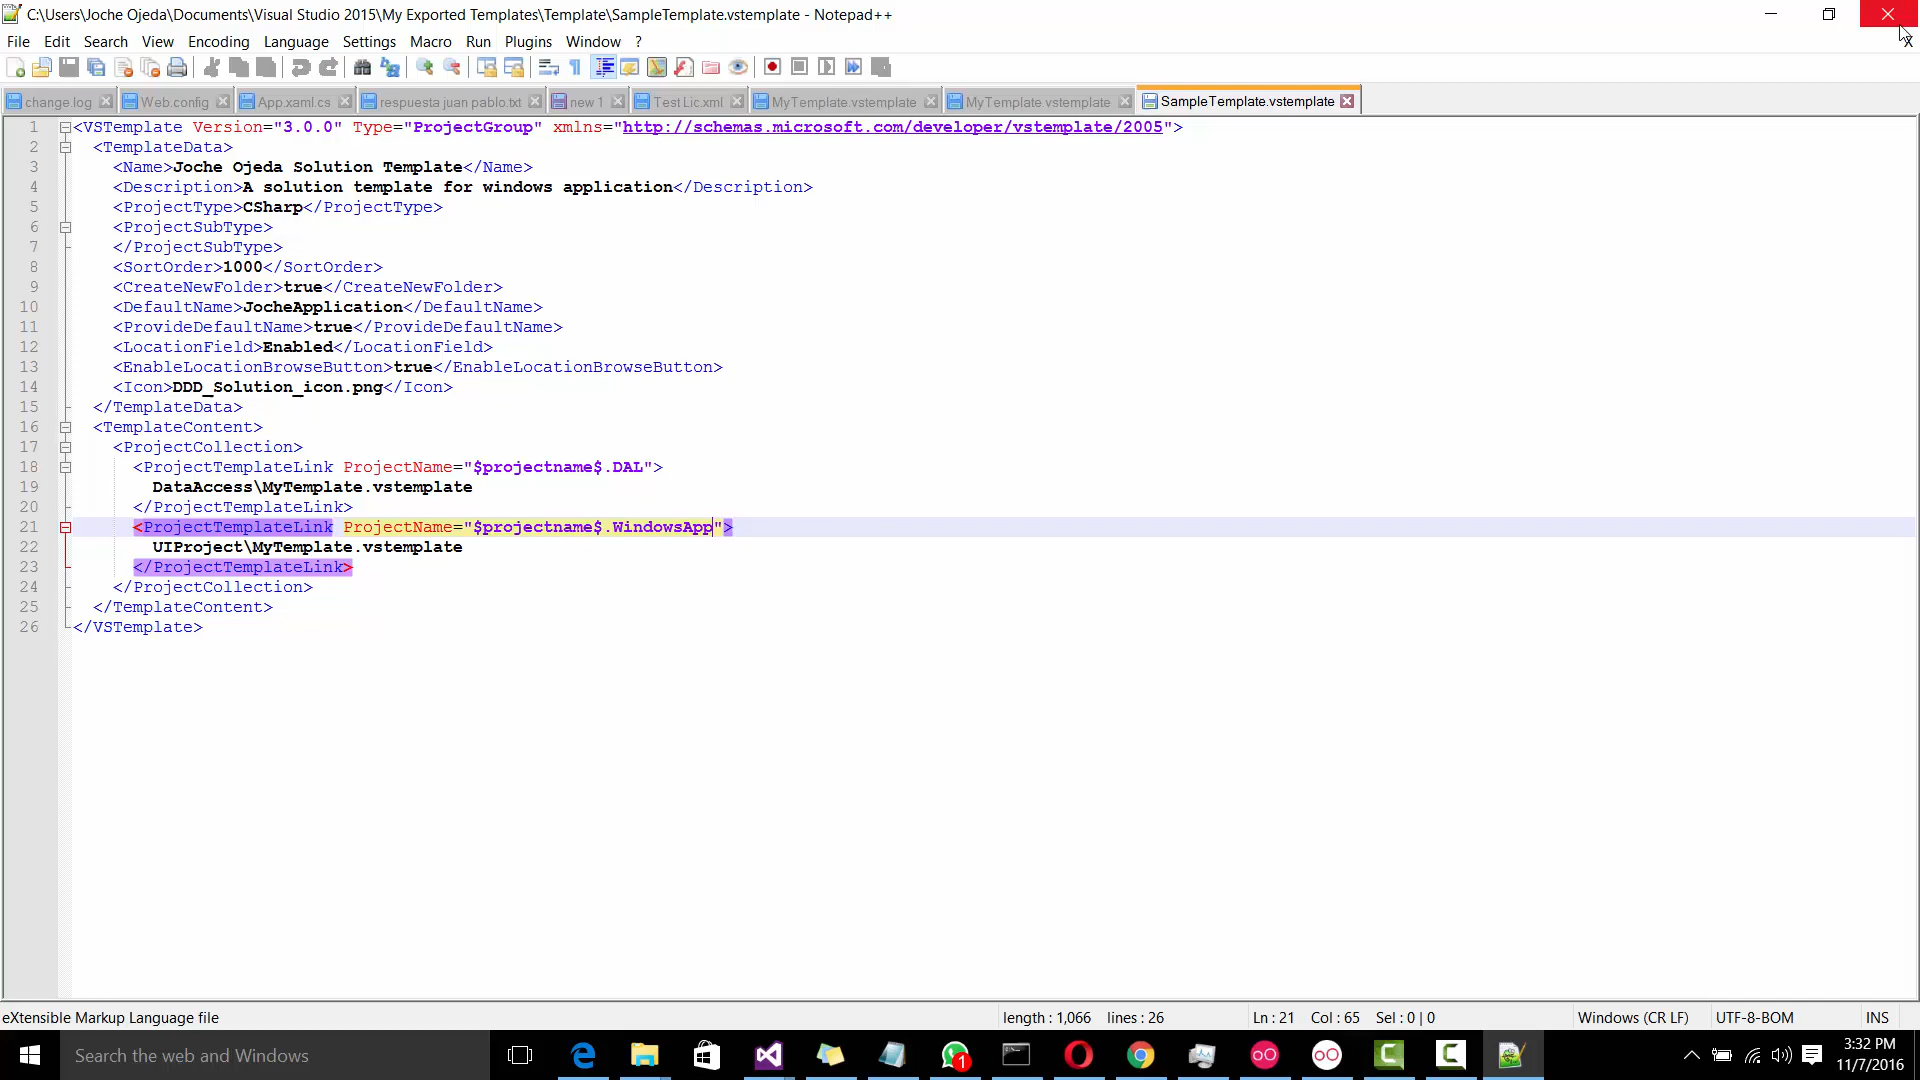 C:\Users\Joche Ojeda\Documents\Visual Studio 2015\My Exported Templates\Template\SampleTemplate.vstemplate - Notepad++
File Edit Search View Encoding Language Settings Macro Run Plugins Window ? X
change.log Web.config App.xaml.cs respuesta juan pablo.txt new 1 Test Lic.xml MyTemplate.vstemplate MyTemplate.vstemplate SampleTemplate.vstemplate
1 <VSTemplate Version="3.0.0" Type="ProjectGroup" xmlns="http://schemas.microsoft.com/developer/vstemplate/2005">
2 <TemplateData>
3 <Name>Joche Ojeda Solution Template</Name>
4 <Description>A solution template for windows application</Description>
5 <ProjectType>CSharp</ProjectType>
6 <ProjectSubType>
7 </ProjectSubType>
8 <SortOrder>1000</SortOrder>
9 <CreateNewFolder>true</CreateNewFolder>
10 <DefaultName>JocheApplication</DefaultName>
11 <ProvideDefaultName>true</ProvideDefaultName>
12 <LocationField>Enabled</LocationField>
13 <EnableLocationBrowseButton>true</EnableLocationBrowseButton>
14 <Icon>DDD_Solution_icon.png</Icon>
15 </TemplateData>
16 <TemplateContent>
17 <ProjectCollection>
18 <ProjectTemplateLink ProjectName="$projectname$.DAL">
19 DataAccess\MyTemplate.vstemplate
20 </ProjectTemplateLink>
21 <ProjectTemplateLink ProjectName="$projectname$.WindowsApp">
22 UIProject\MyTemplate.vstemplate
23 </ProjectTemplateLink>
24 </ProjectCollection>
25 </TemplateContent>
26 </VSTemplate>
eXtensible Markup Language file length : 1,066 lines : 26 Ln : 21 Col : 65 Sel : 0 | 0 Windows (CR LF) UTF-8-BOM INS
Search the web and Windows 1 3:32 PM
11/7/2016